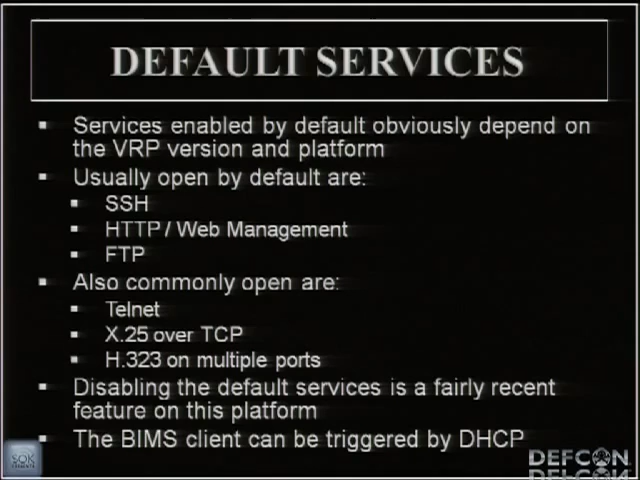 DEFAULT SERVICES
▪ Services enabled by default obviously depend on
the VRP version and platform
▪ Usually open by default are:
▪ SSH
▪ HTTP / Web Management
▪ FTP
▪ Also commonly open are:
▪ Telnet
▪ X.25 over TCP
▪ H.323 on multiple ports
▪ Disabling the default services is a fairly recent
feature on this platform
▪ The BIMS client can be triggered by DHCP
SOK
DEFCON